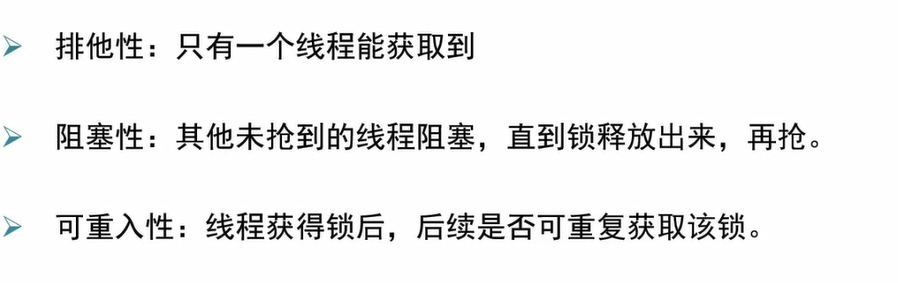 排他性：只有一个线程能获取到
阻塞性：其他未抢到的线程阻塞，直到锁释放出来，再抢。
可重入性：线程获得锁后，后续是否可重复获取该锁。